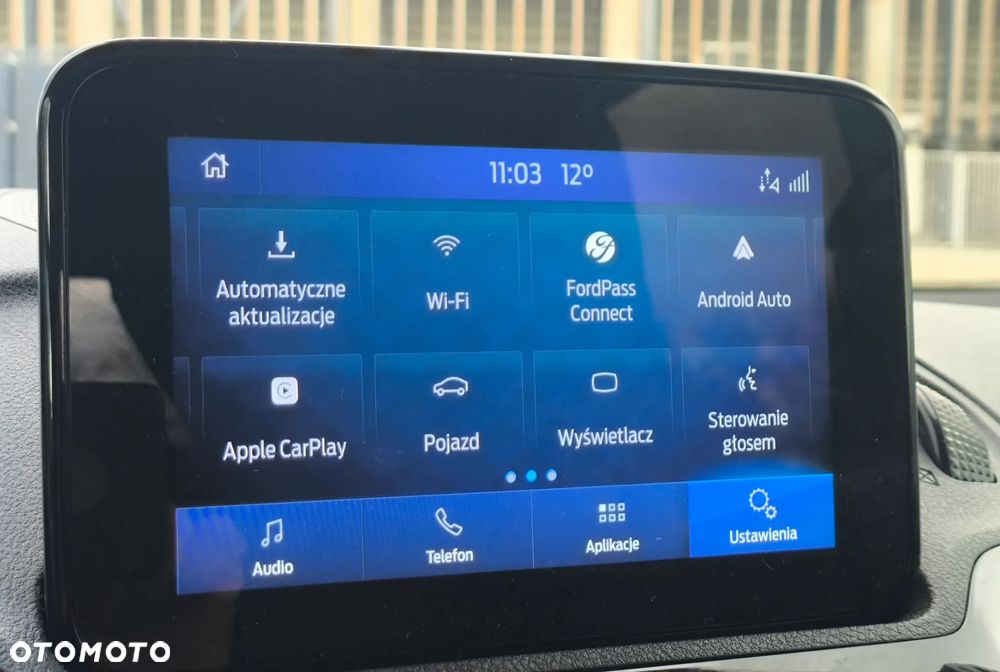 11:03 12°
Automatyczne
aktualizacje
Wi-Fi
FordPass
Connect
Android Auto
Apple CarPlay
Pojazd
Wyświetlacz
Sterowanie
głosem
Audio
Telefon
Aplikacje
Ustawienia
OTOMOTO